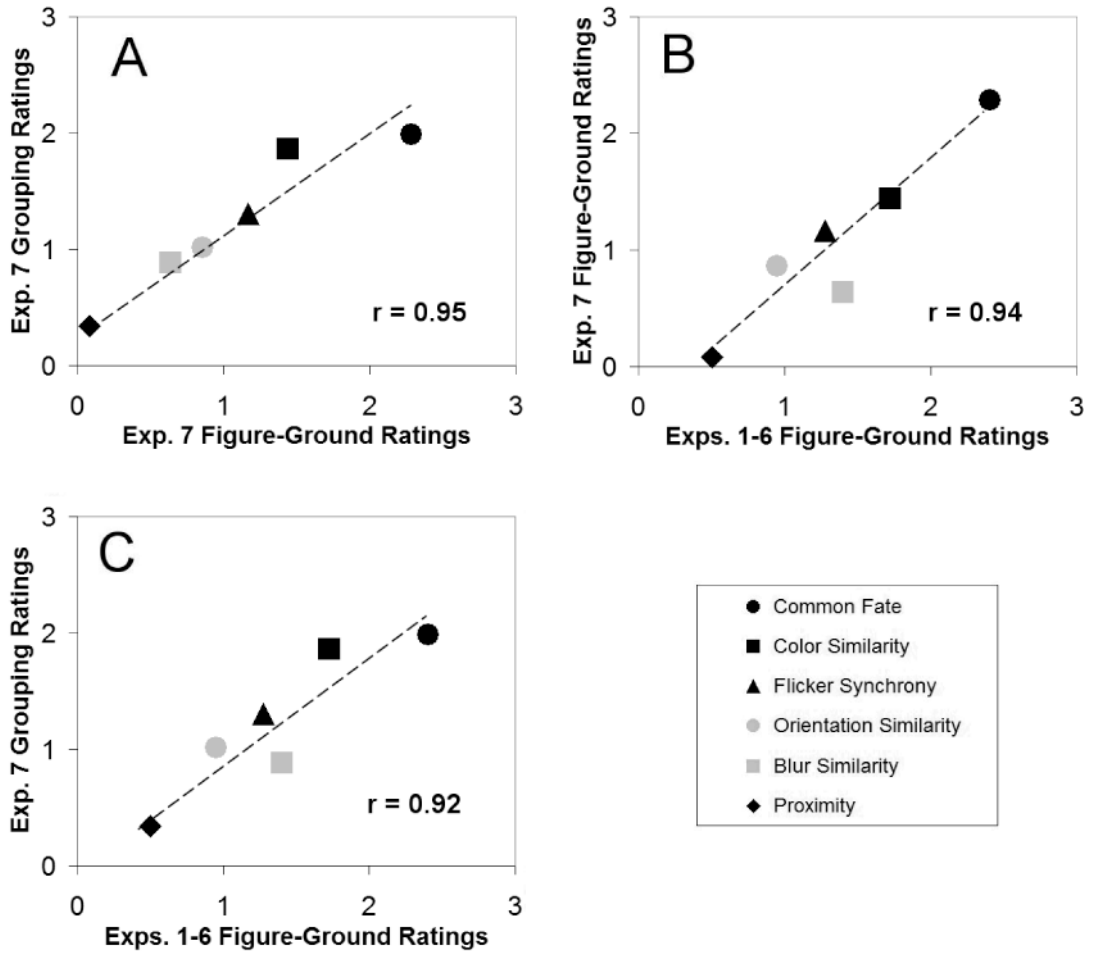 A
Exp. 7 Grouping Ratings
3
2
1
0
r = 0.95
0 1 2 3
Exp. 7 Figure-Ground Ratings
B
Exp. 7 Figure-Ground Ratings
3
2
1
0
r = 0.94
0 1 2 3
Exps. 1-6 Figure-Ground Ratings
C
Exp. 7 Grouping Ratings
3
2
1
0
r = 0.92
0 1 2 3
Exps. 1-6 Figure-Ground Ratings
Common Fate
Color Similarity
Flicker Synchrony
Orientation Similarity
Blur Similarity
Proximity